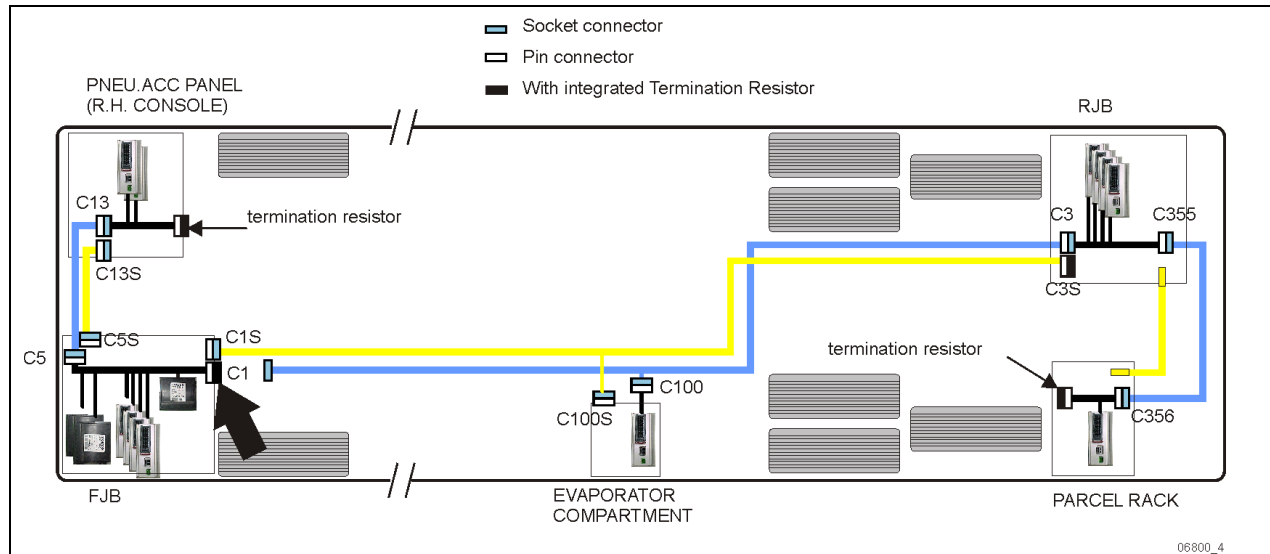 Socket connector
Pin connector
With integrated Termination Resistor
PNEU.ACC PANEL
(R.H. CONSOLE)
RJB
C13
termination resistor
C3
C355
C13S
C3S
C5
C5S
C1S
C1
termination resistor
C100
C100S
C356
FJB
EVAPORATOR
COMPARTMENT
PARCEL RACK
06800_4